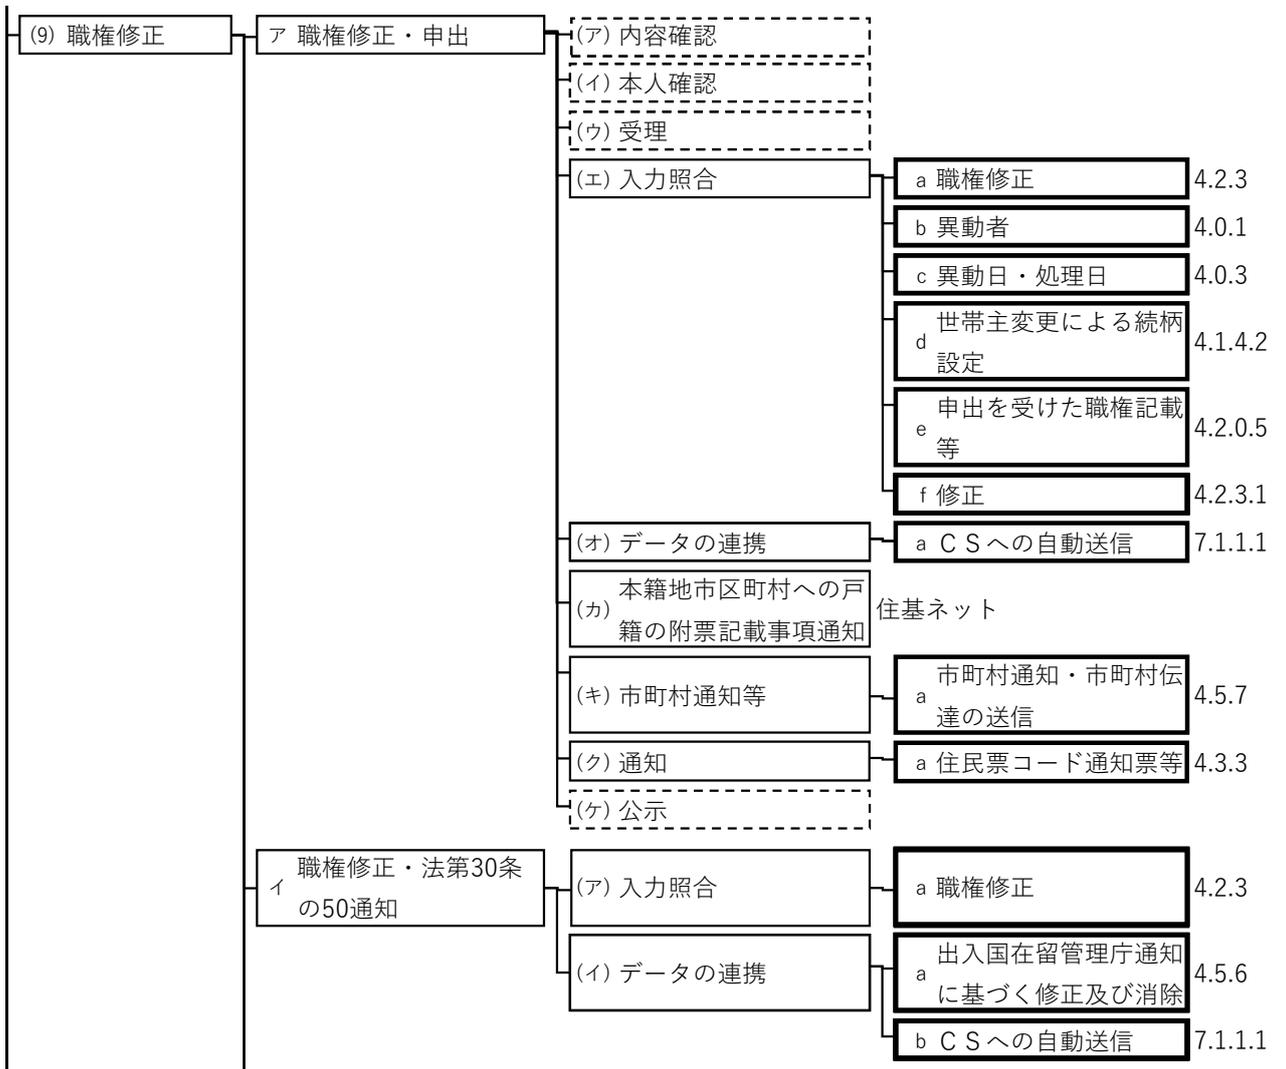 (9) 職権修正
ア 職権修正・申出
(ア) 内容確認
(イ) 本人確認
(ウ) 受理
(エ) 入力照合
a 職権修正 4.2.3
b 異動者 4.0.1
c 異動日・処理日 4.0.3
d 世帯主変更による続柄
設定 4.1.4.2
e 申出を受けた職権記載
等 4.2.0.5
f 修正 4.2.3.1
(オ) データの連携
a ＣＳへの自動送信 7.1.1.1
(カ) 本籍地市区町村への戸
籍の附票記載事項通知
住基ネット
(キ) 市町村通知等
a 市町村通知・市町村伝
達の送信 4.5.7
(ク) 通知
a 住民票コード通知票等 4.3.3
(ケ) 公示
イ 職権修正・法第30条
の50通知
(ア) 入力照合
a 職権修正 4.2.3
(イ) データの連携
a 出入国在留管理庁通知
に基づく修正及び消除 4.5.6
b ＣＳへの自動送信 7.1.1.1